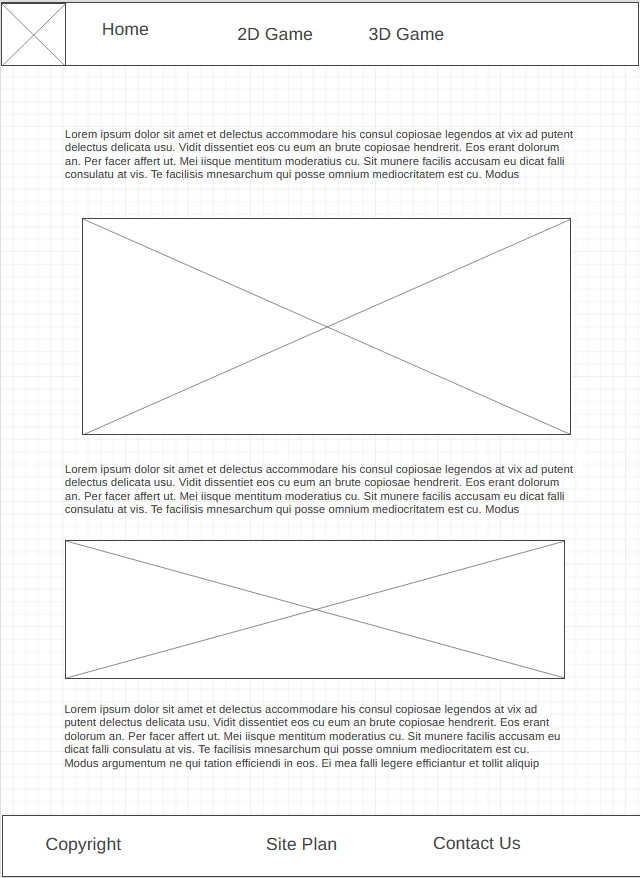 Home
2D Game
3D Game
Lorem ipsum dolor sit amet et delectus accommodare his consul copiosae legendos at vix ad putent
delectus delicata usu. Vidit dissentiet eos cu eum an brute copiosae hendrerit. Eos erant dolorum
an. Per facer affert ut. Mei iisque mentitum moderatius cu. Sit munere facilis accusam eu dicat falli
consulatu at vis. Te facilisis mnesarchum qui posse omnium mediocritatem est cu. Modus
Lorem ipsum dolor sit amet et delectus accommodare his consul copiosae legendos at vix ad putent
delectus delicata usu. Vidit dissentiet eos cu eum an brute copiosae hendrerit. Eos erant dolorum
an. Per facer affert ut. Mei iisque mentitum moderatius cu. Sit munere facilis accusam eu dicat falli
consulatu at vis. Te facilisis mnesarchum qui posse omnium mediocritatem est cu. Modus
Lorem ipsum dolor sit amet et delectus accommodare his consul copiosae legendos at vix ad
putent delectus delicata usu. Vidit dissentiet eos cu eum an brute copiosae hendrerit. Eos erant
dolorum an. Per facer affert ut. Mei iisque mentitum moderatius cu. Sit munere facilis accusam eu
dicat falli consulatu at vis. Te facilisis mnesarchum qui posse omnium mediocritatem est cu.
Modus argumentum ne qui tation efficiendi in eos. Ei mea falli legere efficiantur et tollit aliquip
Copyright
Site Plan
Contact Us